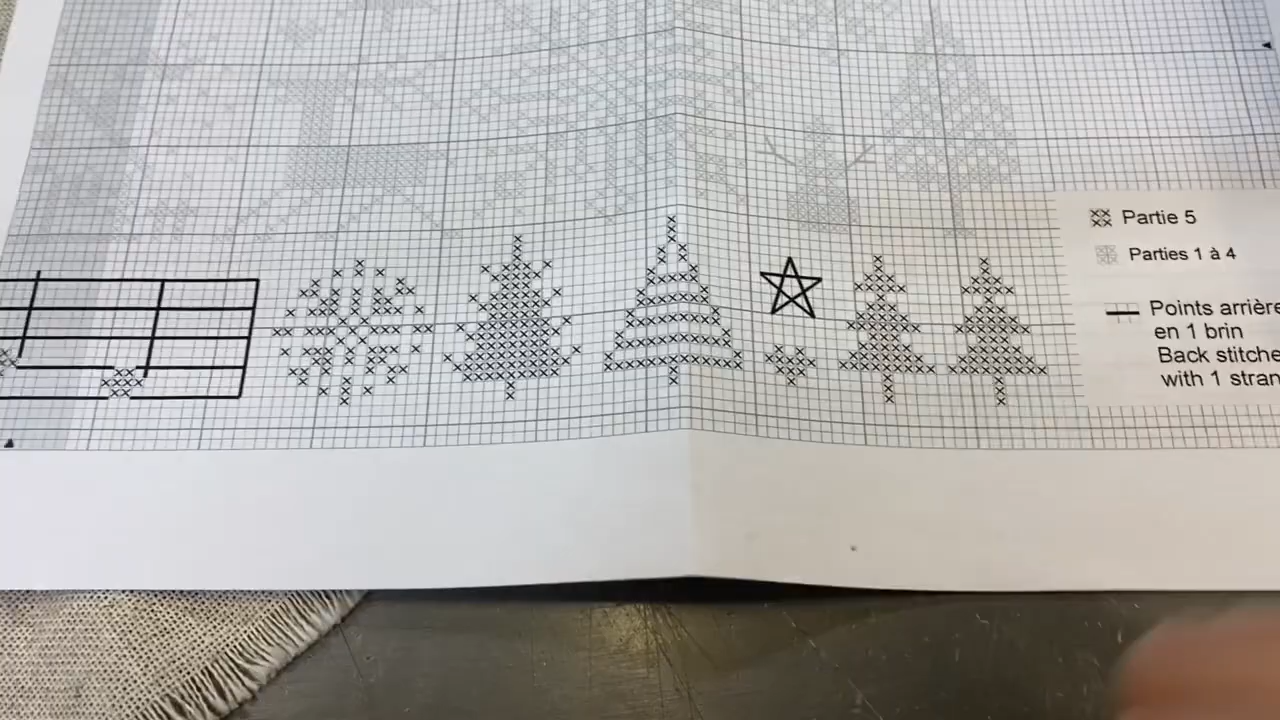 Partie 5
Parties 1 à 4
Points arrière
en 1 brin
Back stitche
with 1 stran